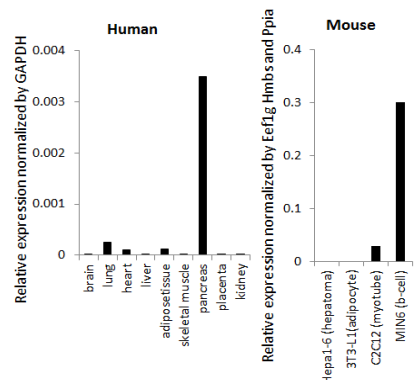 Human
Relative expression normalized by GAPDH
0.004
0.003
0.002
0.001
0
brain
lung
heart
liver
adiposetissue
skeletal muscle
pancreas
placenta
kidney
Mouse
Relative expression normalized by Eef1g Hmbs and Ppia
0.4
0.3
0.2
0.1
0
Hepa1-6 (hepatoma)
3T3-L1(adipocyte)
C2C12 (myotube)
MIN6 (b-cell)